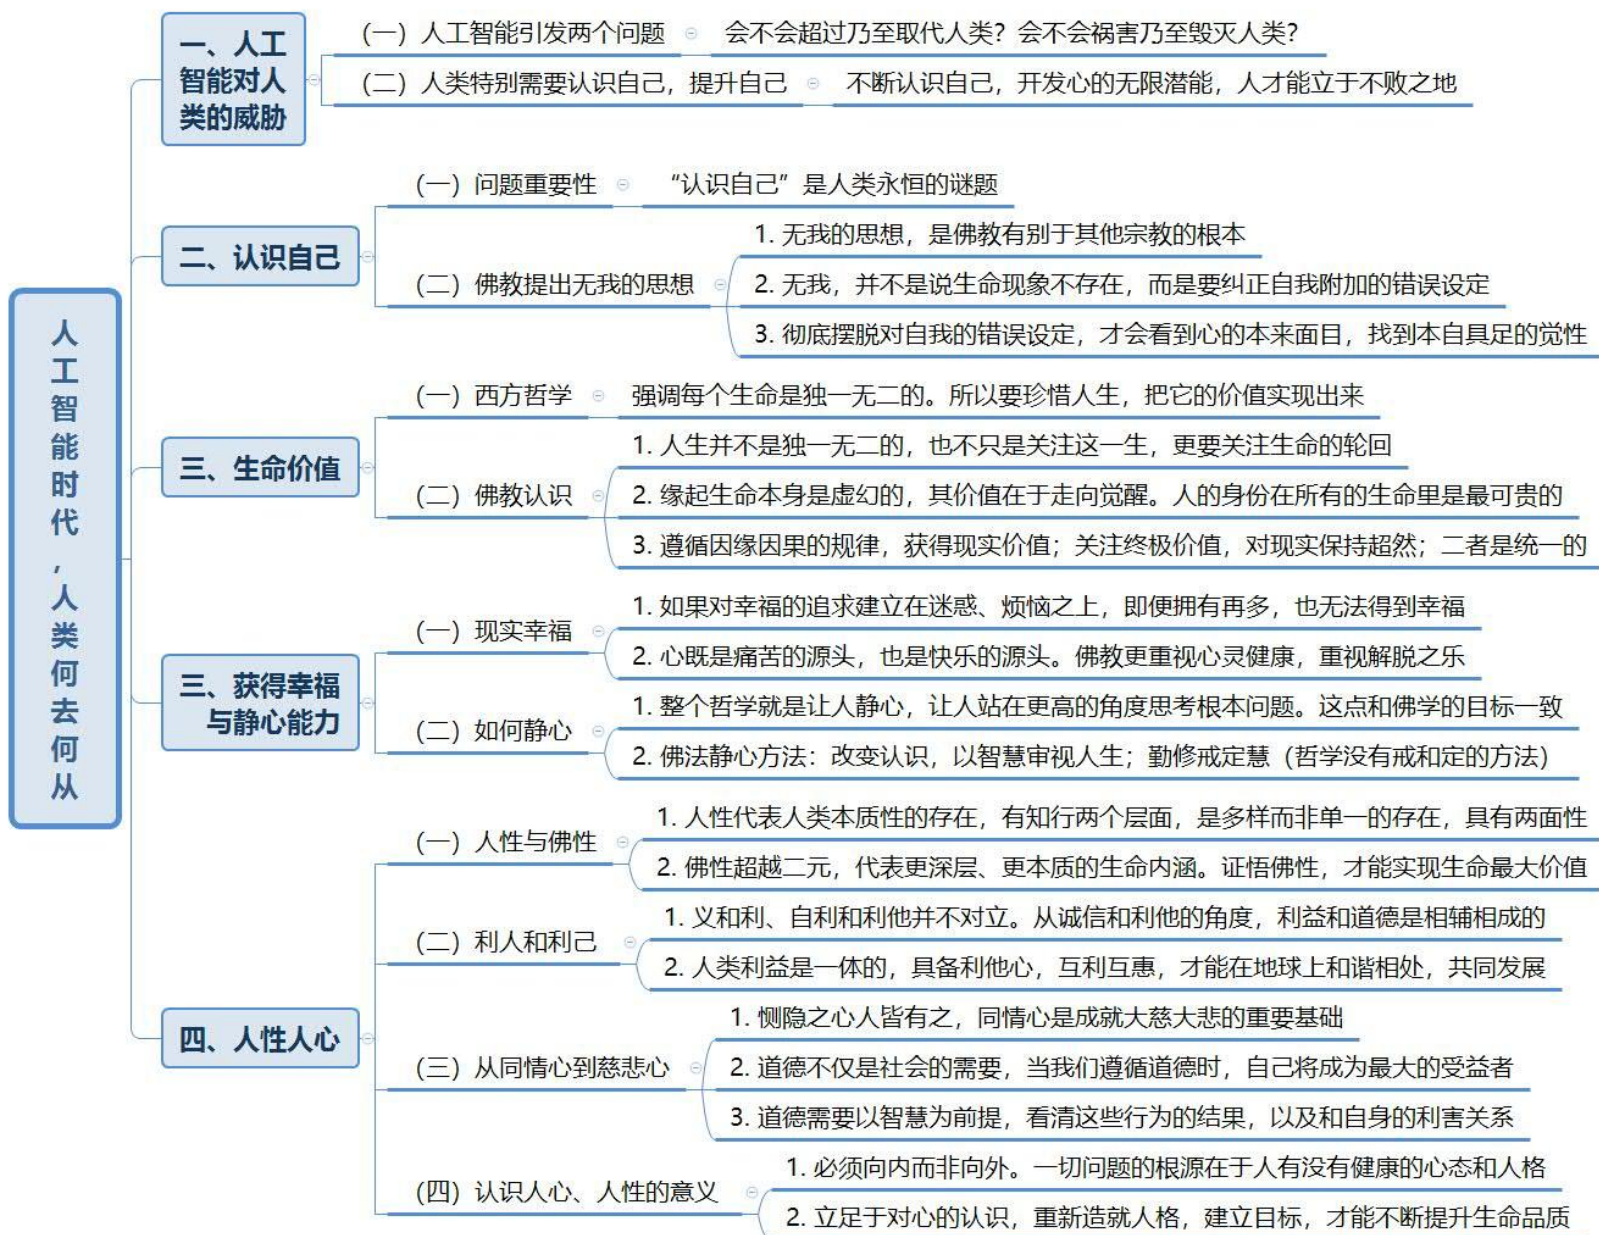 人工智能时代，人类何去何从
一、人工
智能对人
类的威胁
（一）人工智能引发两个问题
会不会超过乃至取代人类？会不会祸害乃至毁灭人类？
（二）人类特别需要认识自己，提升自己
不断认识自己，开发心的无限潜能，人才能立于不败之地
二、认识自己
（一）问题重要性
“认识自己”是人类永恒的谜题
（二）佛教提出无我的思想
1. 无我的思想，是佛教有别于其他宗教的根本
2. 无我，并不是说生命现象不存在，而是要纠正自我附加的错误设定
3. 彻底摆脱对自我的错误设定，才会看到心的本来面目，找到本自具足的觉性
三、生命价值
（一）西方哲学
强调每个生命是独一无二的。所以要珍惜人生，把它的价值实现出来
（二）佛教认识
1. 人生并不是独一无二的，也不只是关注这一生，更要关注生命的轮回
2. 缘起生命本身是虚幻的，其价值在于走向觉醒。人的身份在所有的生命里是最可贵的
3. 遵循因缘因果的规律，获得现实价值；关注终极价值，对现实保持超然；二者是统一的
三、获得幸福
与静心能力
（一）现实幸福
1. 如果对幸福的追求建立在迷惑、烦恼之上，即便拥有再多，也无法得到幸福
2. 心既是痛苦的源头，也是快乐的源头。佛教更重视心灵健康，重视解脱之乐
（二）如何静心
1. 整个哲学就是让人静心，让人站在更高的角度思考根本问题。这点和佛学的目标一致
2. 佛法静心方法：改变认识，以智慧审视人生；勤修戒定慧（哲学没有戒和定的方法）
四、人性人心
（一）人性与佛性
1. 人性代表人类本质性的存在，有知行两个层面，是多样而非单一的存在，具有两面性
2. 佛性超越二元，代表更深层、更本质的生命内涵。证悟佛性，才能实现生命最大价值
（二）利人和利己
1. 义和利、自利和利他并不对立。从诚信和利他的角度，利益和道德是相辅相成的
2. 人类利益是一体的，具备利他心，互利互惠，才能在地球上和谐相处，共同发展
（三）从同情心到慈悲心
1. 恻隐之心人皆有之，同情心是成就大慈大悲的重要基础
2. 道德不仅是社会的需要，当我们遵循道德时，自己将成为最大的受益者
3. 道德需要以智慧为前提，看清这些行为的结果，以及和自身的利害关系
（四）认识人心、人性的意义
1. 必须向内而非向外。一切问题的根源在于人有没有健康的心态和人格
2. 立足于对心的认识，重新造就人格，建立目标，才能不断提升生命品质